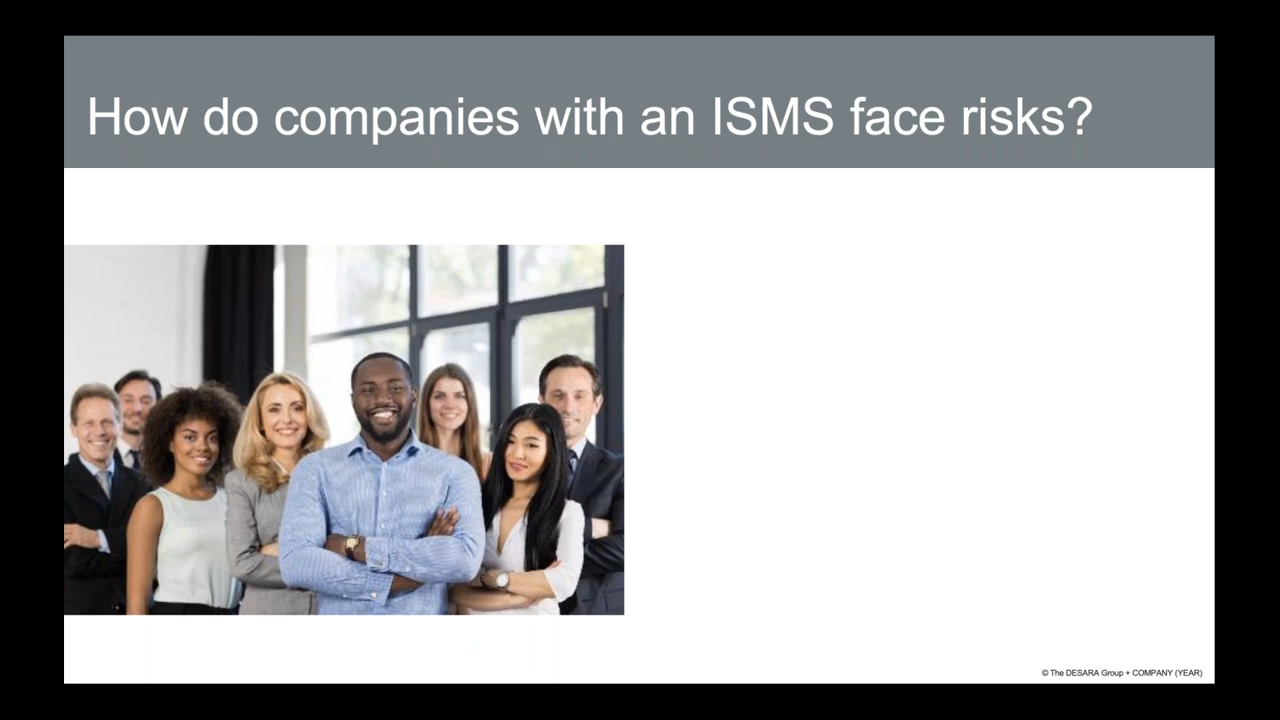 How do companies with an ISMS face risks?
© The DESARA Group + COMPANY (YEAR)